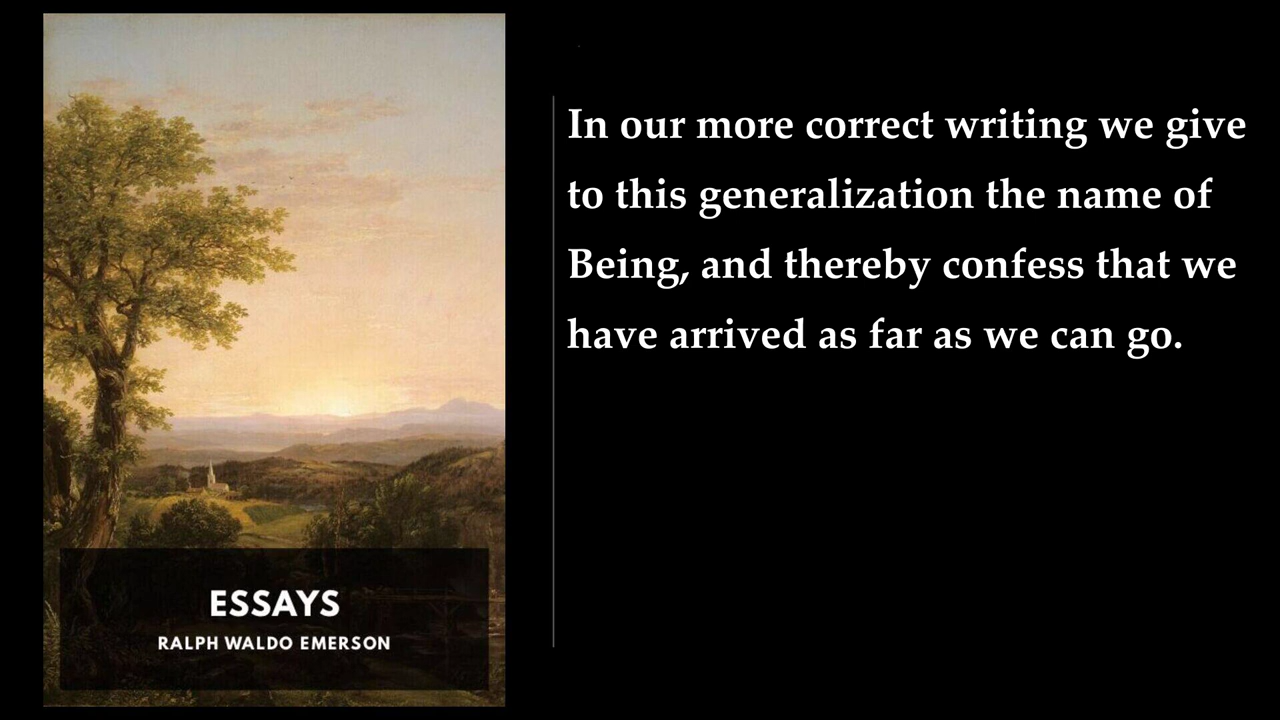 ESSAYS
RALPH WALDO EMERSON
In our more correct writing we give
to this generalization the name of
Being, and thereby confess that we
have arrived as far as we can go.